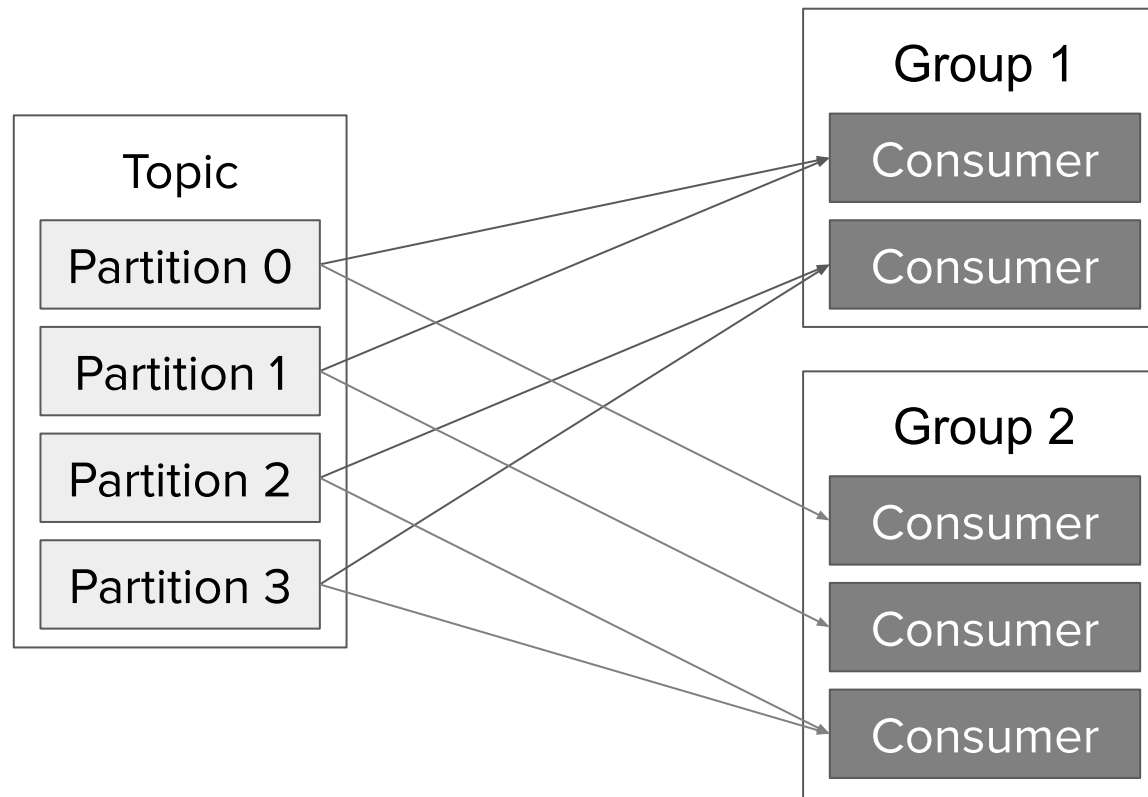 Topic
Partition 0
Partition 1
Partition 2
Partition 3
Group 1
Consumer
Consumer
Group 2
Consumer
Consumer
Consumer